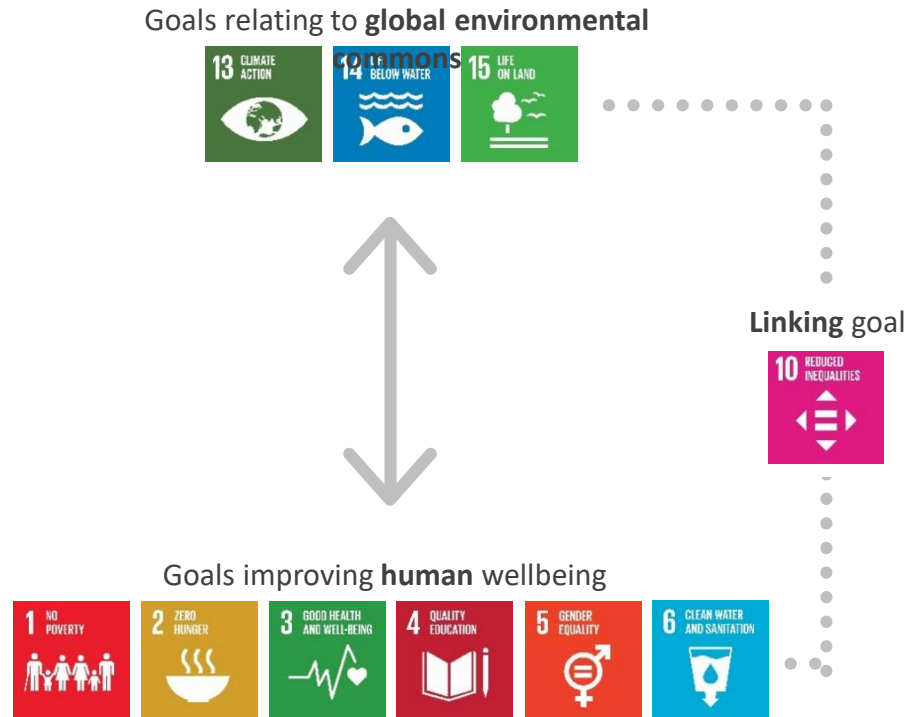 Goals relating to global environmental
commons
13 CLIMATE
ACTION
14 LIFE
BELOW WATER
15 LIFE
ON LAND
Linking goal
10 REDUCED
INEQUALITIES
Goals improving human wellbeing
1 NO
POVERTY
2 ZERO
HUNGER
3 GOOD HEALTH
AND WELL-BEING
4 QUALITY
EDUCATION
5 GENDER
EQUALITY
6 CLEAN WATER
AND SANITATION